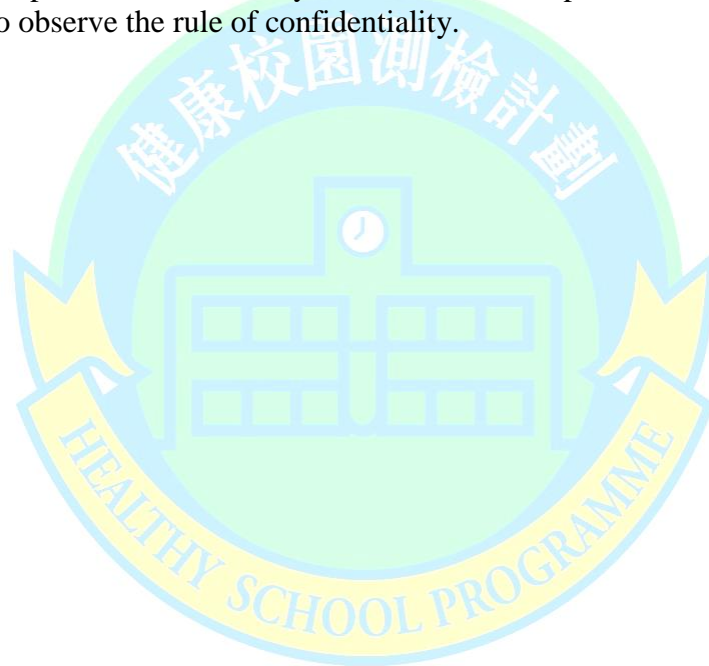 o observe the rule of confidentiality.
健康校園測檢計劃
HEALTHY SCHOOL PROGRAMME